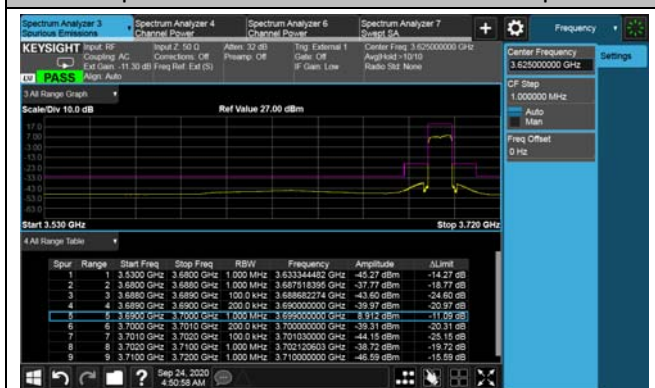 Spectrum Analyzer 3
Spurious Emissions
Spectrum Analyzer 4
Channel Power
Spectrum Analyzer 6
Channel Power
Spectrum Analyzer 7
Swept SA
+
Frequency
KEYSIGHT
Input: RF
Coupling: AC
Ext Gain: -11.30 dB
Align: Auto
Input Z: 50 Ω
Corrections: Off
Freq Ref: Ext (S)
Atten: 32 dB
Preamp: Off
Trig: External 1
Gate: Off
IF Gain: Low
Center Freq: 3.625000000 GHz
Avg|Hold:>10/10
Radio Std: None
PASS
Center Frequency
3.625000000 GHz
Settings
CF Step
1.000000 MHz
Auto
Man
Freq Offset
0 Hz
3 All Range Graph
Scale/Div 10.0 dB
Ref Value 27.00 dBm
17.0
7.00
-3.00
-13.0
-23.0
-33.0
-43.0
-53.0
-63.0
Start 3.530 GHz
Stop 3.720 GHz
4 All Range Table
Spur Range Start Freq Stop Freq RBW Frequency Amplitude ΔLimit
1 1 3.5300 GHz 3.6800 GHz 1.000 MHz 3.633344482 GHz -45.27 dBm -14.27 dB
2 2 3.6800 GHz 3.6880 GHz 1.000 MHz 3.687518395 GHz -37.77 dBm -18.77 dB
3 3 3.6880 GHz 3.6890 GHz 100.0 kHz 3.688682274 GHz -43.60 dBm -24.60 dB
4 4 3.6890 GHz 3.6900 GHz 200.0 kHz 3.690000000 GHz -39.97 dBm -20.97 dB
5 5 3.6900 GHz 3.7000 GHz 1.000 MHz 3.699000000 GHz 8.912 dBm -11.09 dB
6 6 3.7000 GHz 3.7010 GHz 200.0 kHz 3.700000000 GHz -39.31 dBm -20.31 dB
7 7 3.7010 GHz 3.7020 GHz 100.0 kHz 3.701030000 GHz -44.15 dBm -25.15 dB
8 8 3.7020 GHz 3.7100 GHz 1.000 MHz 3.702120603 GHz -38.72 dBm -19.72 dB
9 9 3.7100 GHz 3.7200 GHz 1.000 MHz 3.710000000 GHz -46.59 dBm -15.59 dB
?
Sep 24, 2020
4:50:58 AM